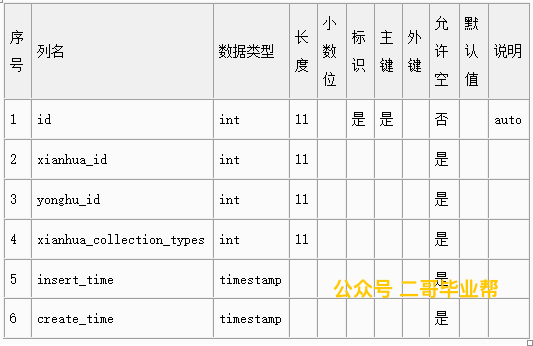 序号 列名 数据类型 长度 小数位 标识 主键 外键 允许空 默认值 说明
1 id int 11 是 是 否 auto
2 xianhua_id int 11 是
3 yonghu_id int 11 是
4 xianhua_collection_types int 11 是
5 insert_time timestamp 是
公众号 二哥毕业帮
6 create_time timestamp 是